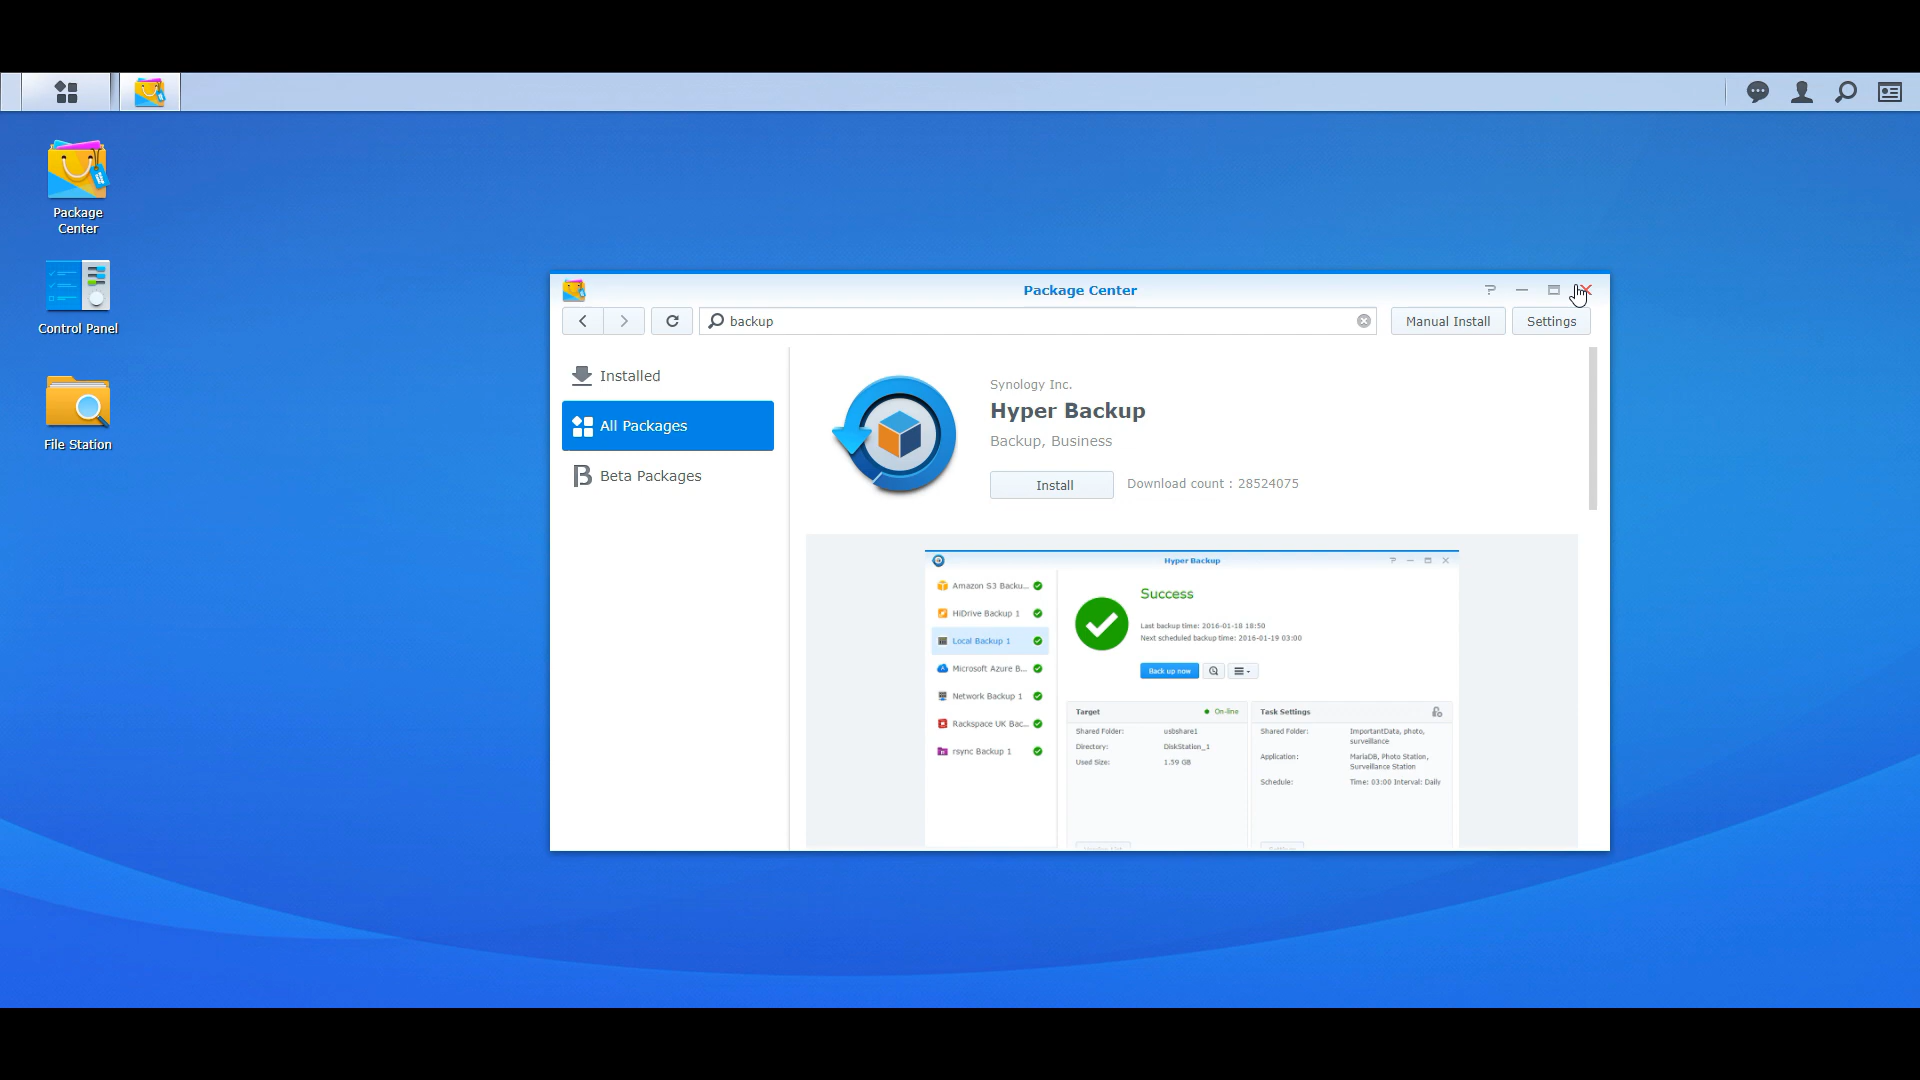 Package
Center
Control Panel
File Station
Package Center
backup
Manual Install
Settings
Installed
All Packages
Beta Packages
Synology Inc.
Hyper Backup
Backup, Business
Install
Download count : 28524075
Hyper Backup
Amazon S3 Backu...
HiDrive Backup 1
Local Backup 1
Microsoft Azure B...
Network Backup 1
Rackspace UK Bac...
rsync Backup 1
Success
Last backup time: 2016-01-18 18:50
Next scheduled backup time: 2016-01-19 03:00
Back up now
Target
On-line
Shared Folder: usbshare1
Directory: DiskStation_1
Used Size: 1.59 GB
Task Settings
Shared Folder: ImportantData, photo,
surveillance
Application: MariaDB, Photo Station,
Surveillance Station
Schedule: Time: 03:00 Interval: Daily